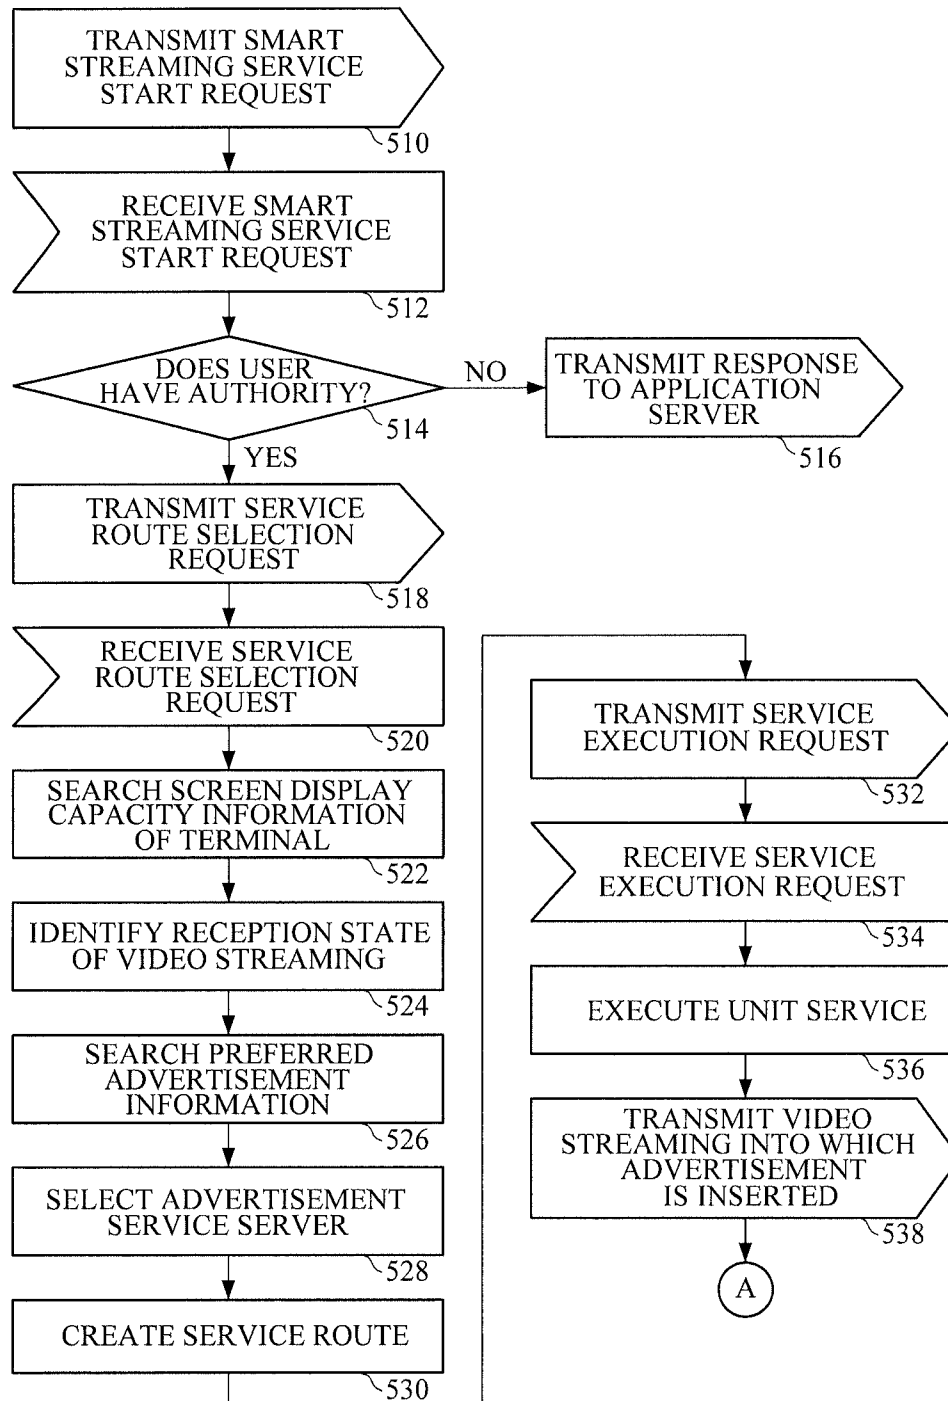 TRANSMIT SMART
STREAMING SERVICE
START REQUEST
510
RECEIVE SMART
STREAMING SERVICE
START REQUEST
512
DOES USER
HAVE AUTHORITY?
514
NO
TRANSMIT RESPONSE
TO APPLICATION
SERVER
516
YES
TRANSMIT SERVICE
ROUTE SELECTION
REQUEST
518
RECEIVE SERVICE
ROUTE SELECTION
REQUEST
520
SEARCH SCREEN DISPLAY
CAPACITY INFORMATION
OF TERMINAL
522
IDENTIFY RECEPTION STATE
OF VIDEO STREAMING
524
SEARCH PREFERRED
ADVERTISEMENT
INFORMATION
526
SELECT ADVERTISEMENT
SERVICE SERVER
528
CREATE SERVICE ROUTE
530
TRANSMIT SERVICE
EXECUTION REQUEST
532
RECEIVE SERVICE
EXECUTION REQUEST
534
EXECUTE UNIT SERVICE
536
TRANSMIT VIDEO
STREAMING INTO WHICH
ADVERTISEMENT
IS INSERTED
538
A